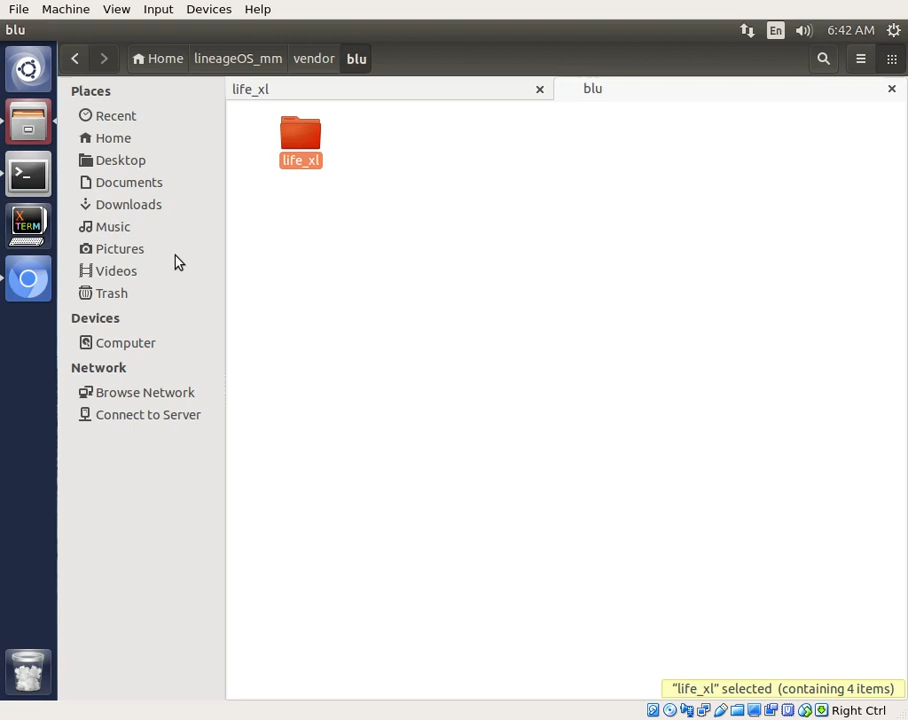 File Machine View Input Devices Help
blu En 6:42 AM
Home lineageOS_mm vendor blu
life_xl blu
Places
Recent
Home
Desktop
Documents
Downloads
Music
Pictures
Videos
Trash
Devices
Computer
Network
Browse Network
Connect to Server
X
TERM
life_xl
"life_xl" selected (containing 4 items)
Right Ctrl